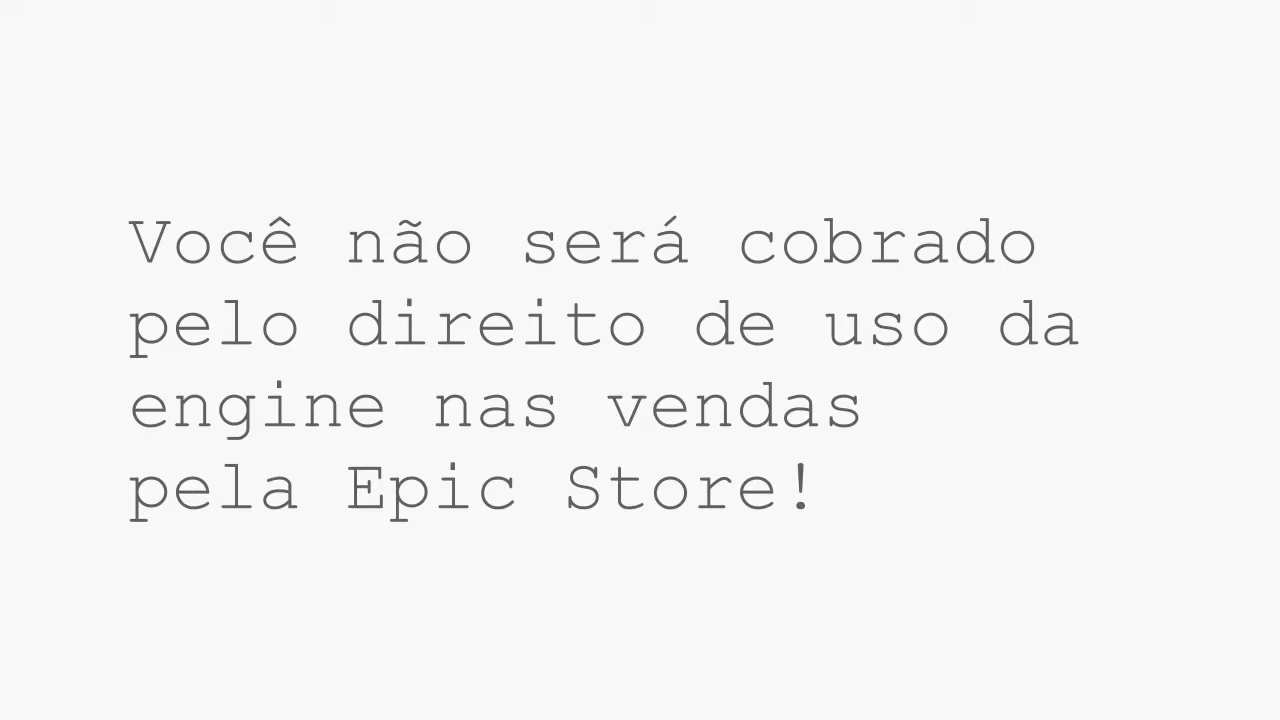 Você não será cobrado
pelo direito de uso da
engine nas vendas
pela Epic Store!